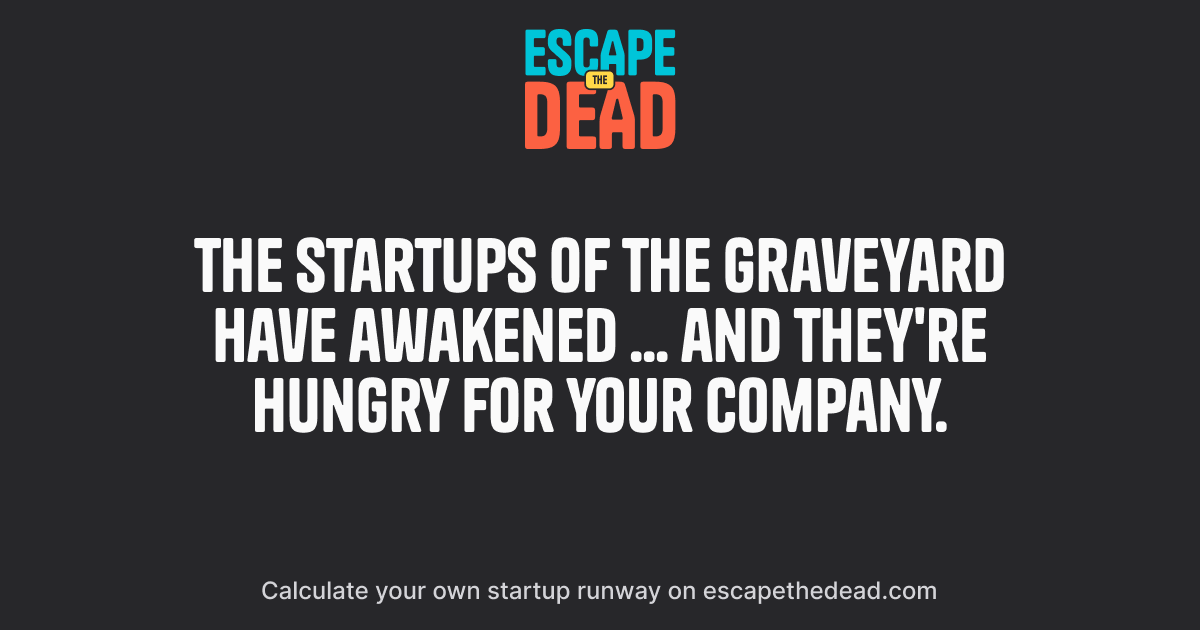 ESCAPE
THE
DEAD
THE STARTUPS OF THE GRAVEYARD
HAVE AWAKENED ... AND THEY'RE
HUNGRY FOR YOUR COMPANY.
Calculate your own startup runway on escapethedead.com